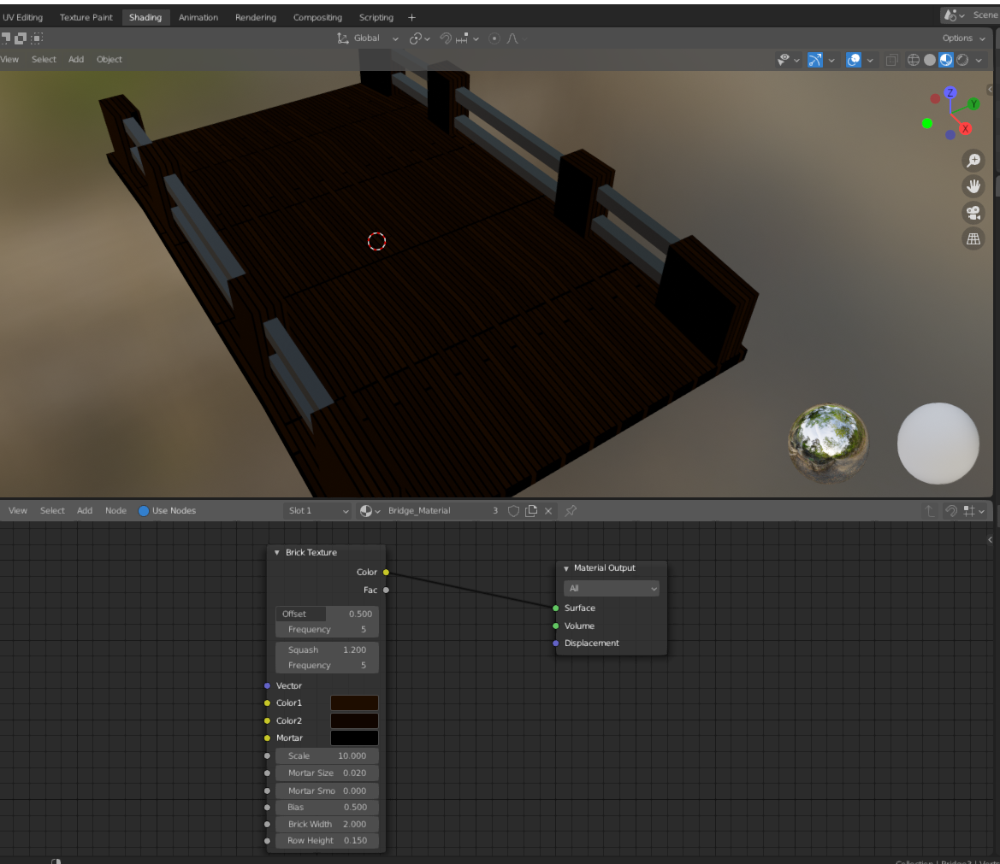 UV Editing Texture Paint Shading Animation Rendering Compositing Scripting + Scene
Global Options
View Select Add Object
Z
Y
X
View Select Add Node Use Nodes Slot 1 Bridge_Material 3
Brick Texture
Color
Fac
Offset 0.500
Frequency 5
Squash 1.200
Frequency 5
Vector
Color1
Color2
Mortar
Scale 10.000
Mortar Size 0.020
Mortar Smo 0.000
Bias 0.500
Brick Width 2.000
Row Height 0.150
Material Output
All
Surface
Volume
Displacement